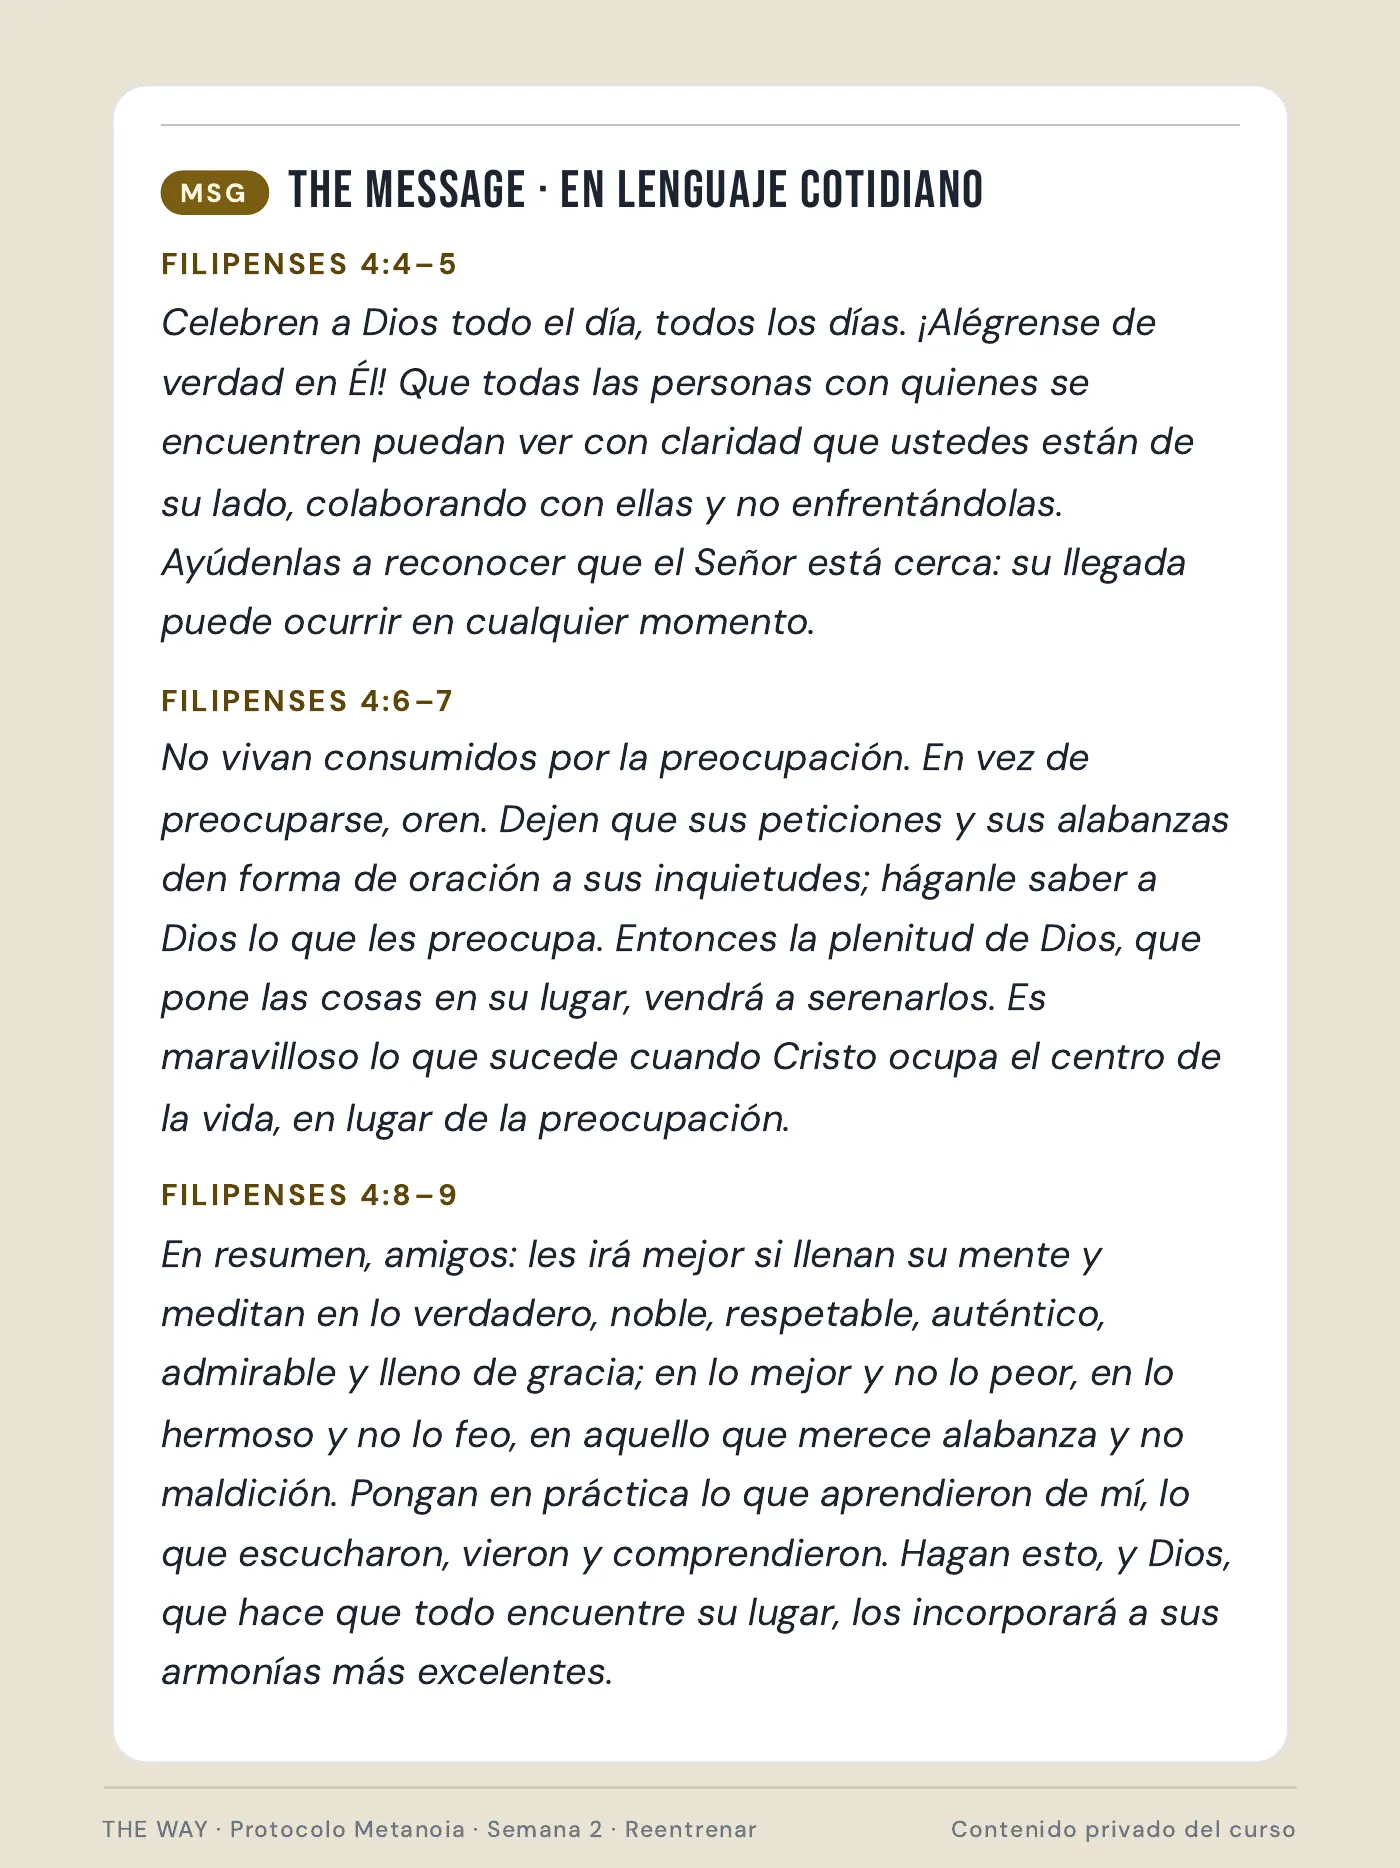 MSG THE MESSAGE · EN LENGUAJE COTIDIANO
FILIPENSES 4:4–5
Celebren a Dios todo el día, todos los días. ¡Alégrense de
verdad en Él! Que todas las personas con quienes se
encuentren puedan ver con claridad que ustedes están de
su lado, colaborando con ellas y no enfrentándolas.
Ayúdenlas a reconocer que el Señor está cerca: su llegada
puede ocurrir en cualquier momento.
FILIPENSES 4:6–7
No vivan consumidos por la preocupación. En vez de
preocuparse, oren. Dejen que sus peticiones y sus alabanzas
den forma de oración a sus inquietudes; háganle saber a
Dios lo que les preocupa. Entonces la plenitud de Dios, que
pone las cosas en su lugar, vendrá a serenarlos. Es
maravilloso lo que sucede cuando Cristo ocupa el centro de
la vida, en lugar de la preocupación.
FILIPENSES 4:8–9
En resumen, amigos: les irá mejor si llenan su mente y
meditan en lo verdadero, noble, respetable, auténtico,
admirable y lleno de gracia; en lo mejor y no lo peor, en lo
hermoso y no lo feo, en aquello que merece alabanza y no
maldición. Pongan en práctica lo que aprendieron de mí, lo
que escucharon, vieron y comprendieron. Hagan esto, y Dios,
que hace que todo encuentre su lugar, los incorporará a sus
armonías más excelentes.
THE WAY · Protocolo Metanoia · Semana 2 · Reentrenar
Contenido privado del curso